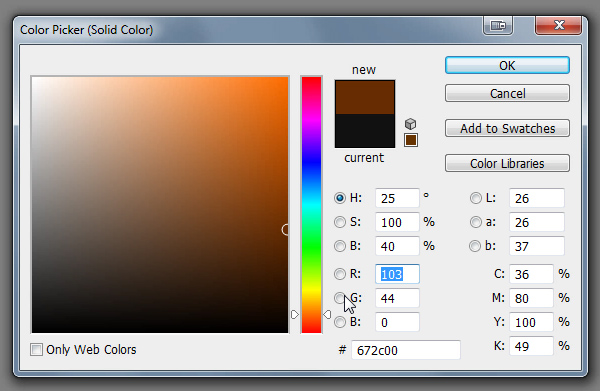 Color Picker (Solid Color)
new
current
OK
Cancel
Add to Swatches
Color Libraries
H: 25 °
S: 100 %
B: 40 %
R: 103
G: 44
B: 0
L: 26
a: 26
b: 37
C: 36 %
M: 80 %
Y: 100 %
K: 49 %
Only Web Colors
# 672c00